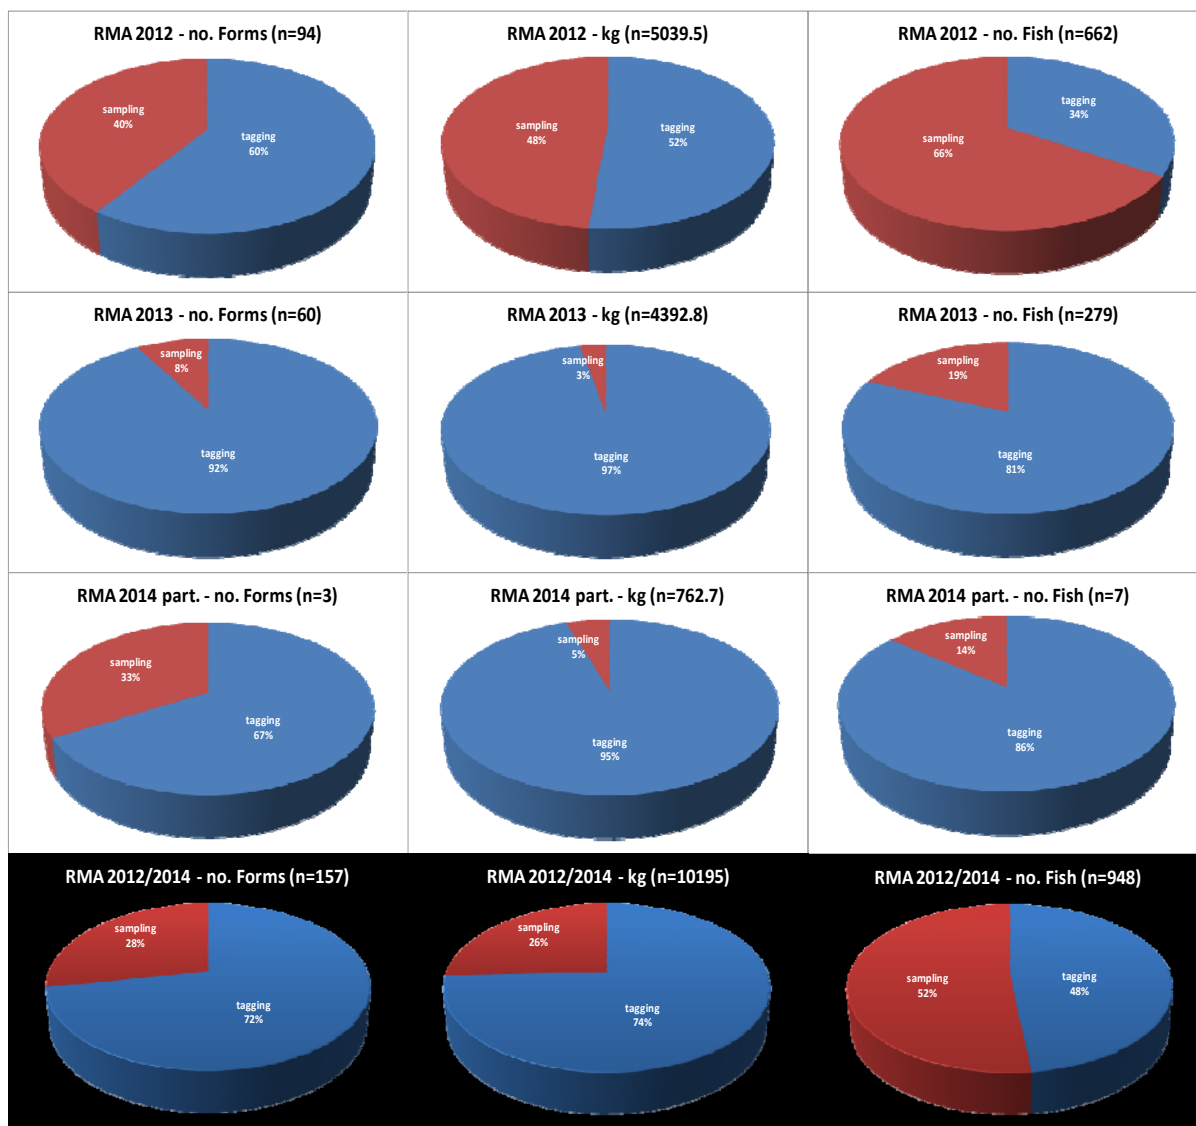 RMA 2012 - no. Forms (n=94)
sampling
40%
tagging
60%
RMA 2012 - kg (n=5039.5)
sampling
48%
tagging
52%
RMA 2012 - no. Fish (n=662)
tagging
34%
sampling
66%
RMA 2013 - no. Forms (n=60)
sampling
8%
tagging
92%
RMA 2013 - kg (n=4392.8)
sampling
3%
tagging
97%
RMA 2013 - no. Fish (n=279)
sampling
19%
tagging
81%
RMA 2014 part. - no. Forms (n=3)
sampling
33%
tagging
67%
RMA 2014 part. - kg (n=762.7)
sampling
5%
tagging
95%
RMA 2014 part. - no. Fish (n=7)
sampling
14%
tagging
86%
RMA 2012/2014 - no. Forms (n=157)
sampling
28%
tagging
72%
RMA 2012/2014 - kg (n=10195)
sampling
26%
tagging
74%
RMA 2012/2014 - no. Fish (n=948)
sampling
52%
tagging
48%